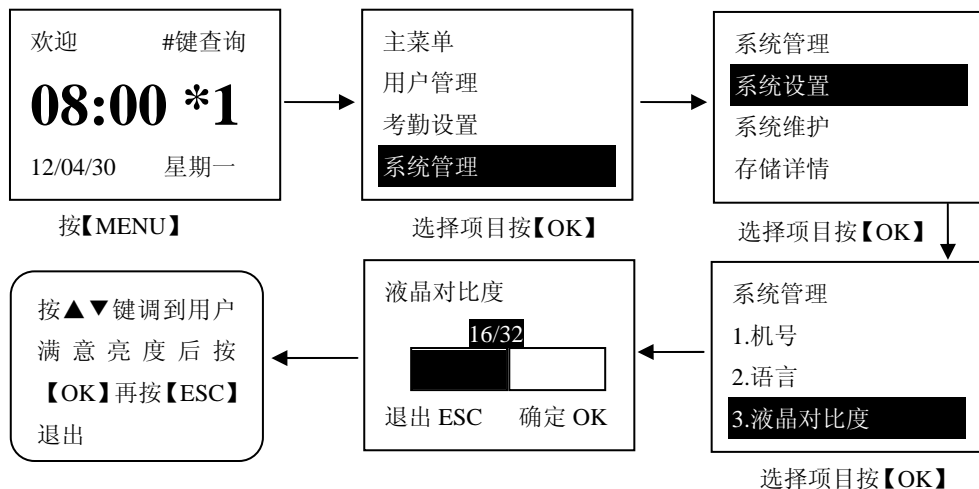 欢迎 #键查询
08:00 *1
12/04/30 星期一
按【MENU】
主菜单
用户管理
考勤设置
系统管理
选择项目按【OK】
系统管理
系统设置
系统维护
存储详情
选择项目按【OK】
系统管理
1.机号
2.语言
3.液晶对比度
选择项目按【OK】
液晶对比度
16/32
退出 ESC 确定 OK
按▲▼键调到用户
满意亮度后按
【OK】再按【ESC】
退出